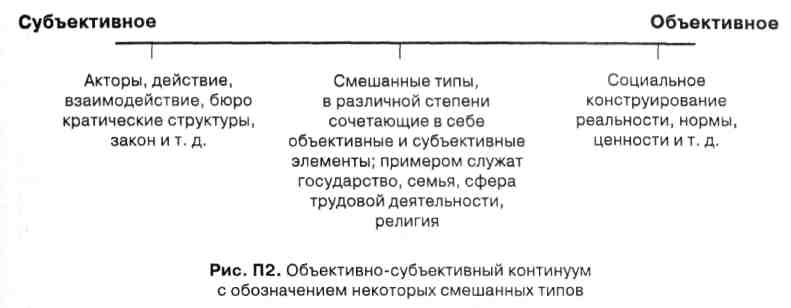 Субъективное
Объективное
Акторы, действие,
взаимодействие, бюро
кратические структуры,
закон и т. д.
Смешанные типы,
в различной степени
сочетающие в себе
объективные и субъективные
элементы; примером служат
государство, семья, сфера
трудовой деятельности,
религия
Социальное
конструирование
реальности, нормы,
ценности и т. д.
Рис. П2. Объективно-субъективный континуум
с обозначением некоторых смешанных типов